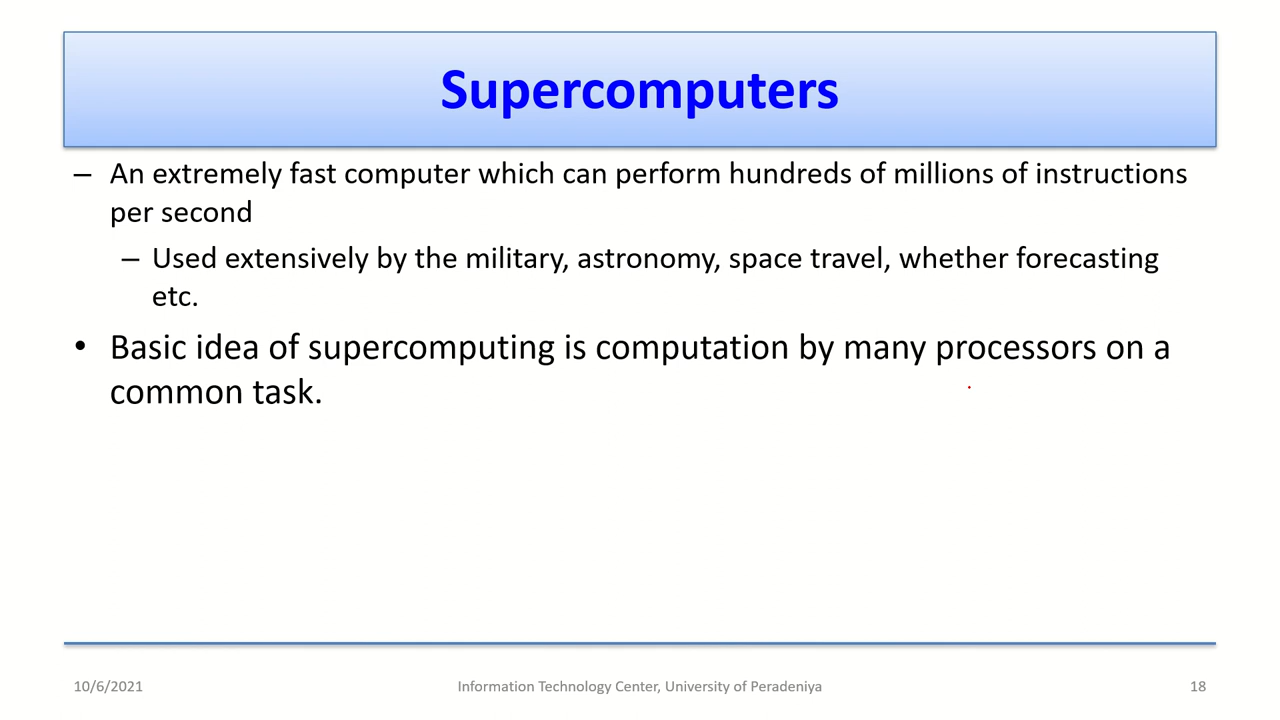 Supercomputers
– An extremely fast computer which can perform hundreds of millions of instructions
per second
– Used extensively by the military, astronomy, space travel, whether forecasting
etc.
• Basic idea of supercomputing is computation by many processors on a
common task.
10/6/2021 Information Technology Center, University of Peradeniya 18